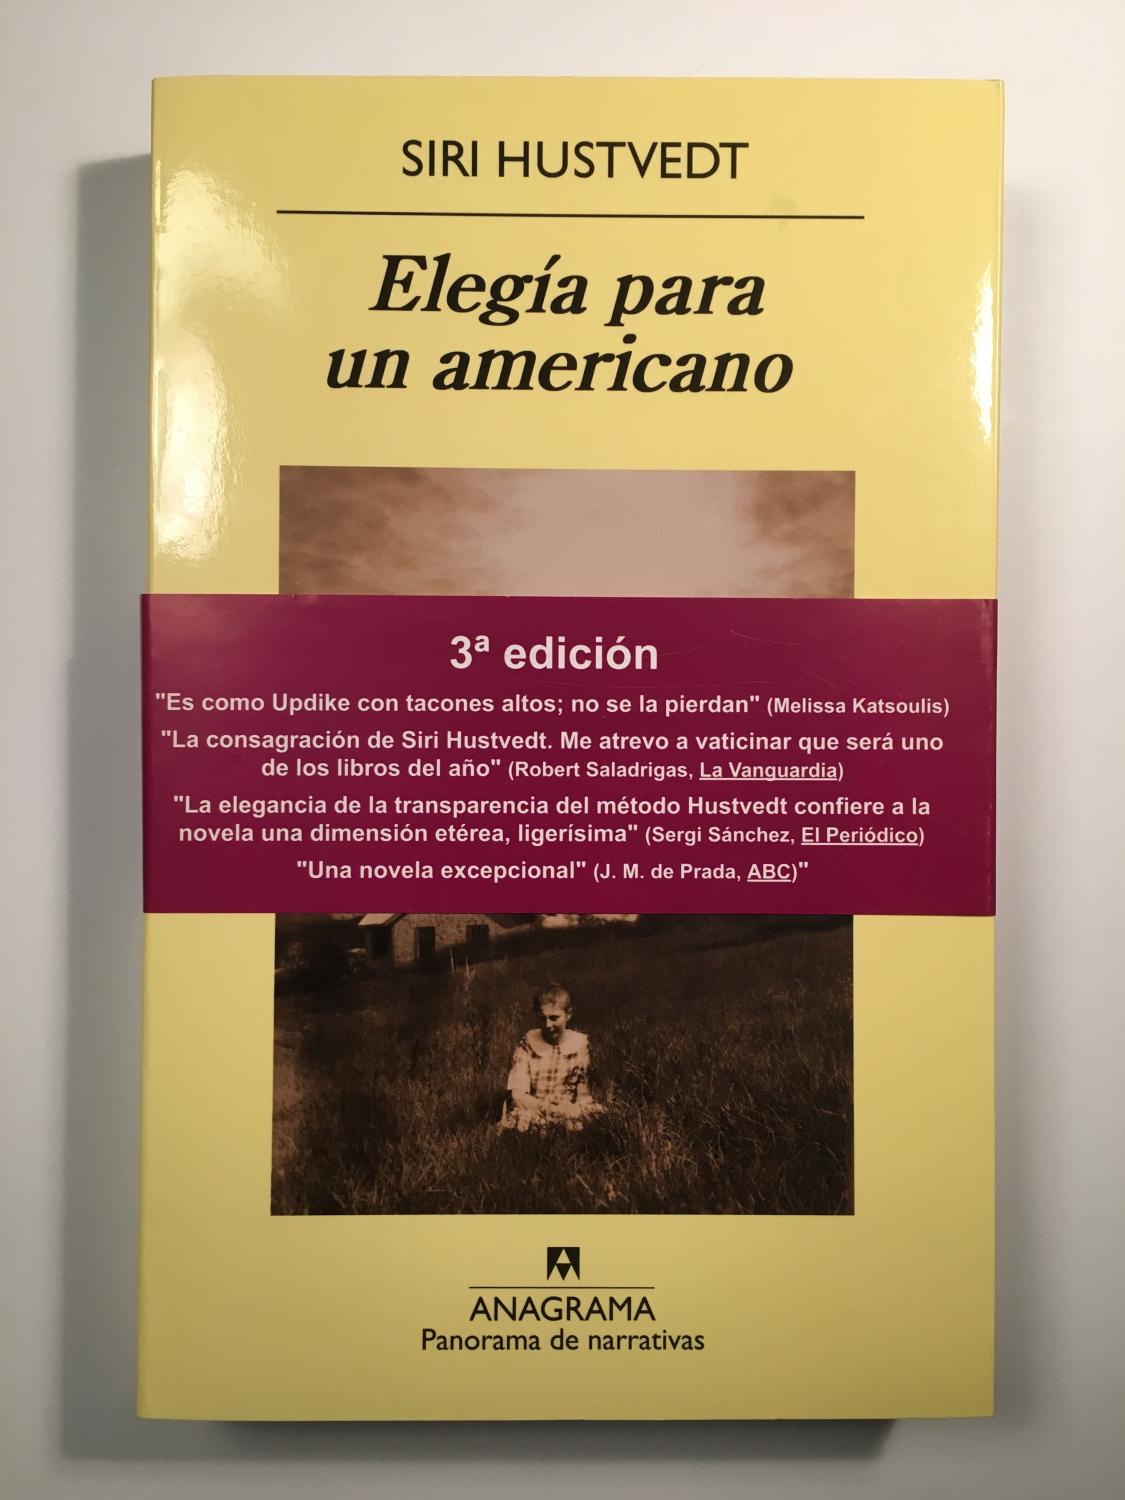 SIRI HUSTVEDT
Elegía para
un americano
3ª edición
"Es como Updike con tacones altos; no se la pierdan" (Melissa Katsoulis)
"La consagración de Siri Hustvedt. Me atrevo a vaticinar que será uno
de los libros del año" (Robert Saladrigas, La Vanguardia)
"La elegancia de la transparencia del método Hustvedt confiere a la
novela una dimensión etérea, ligerísima" (Sergi Sánchez, El Periódico)
"Una novela excepcional" (J. M. de Prada, ABC)"
ANAGRAMA
Panorama de narrativas